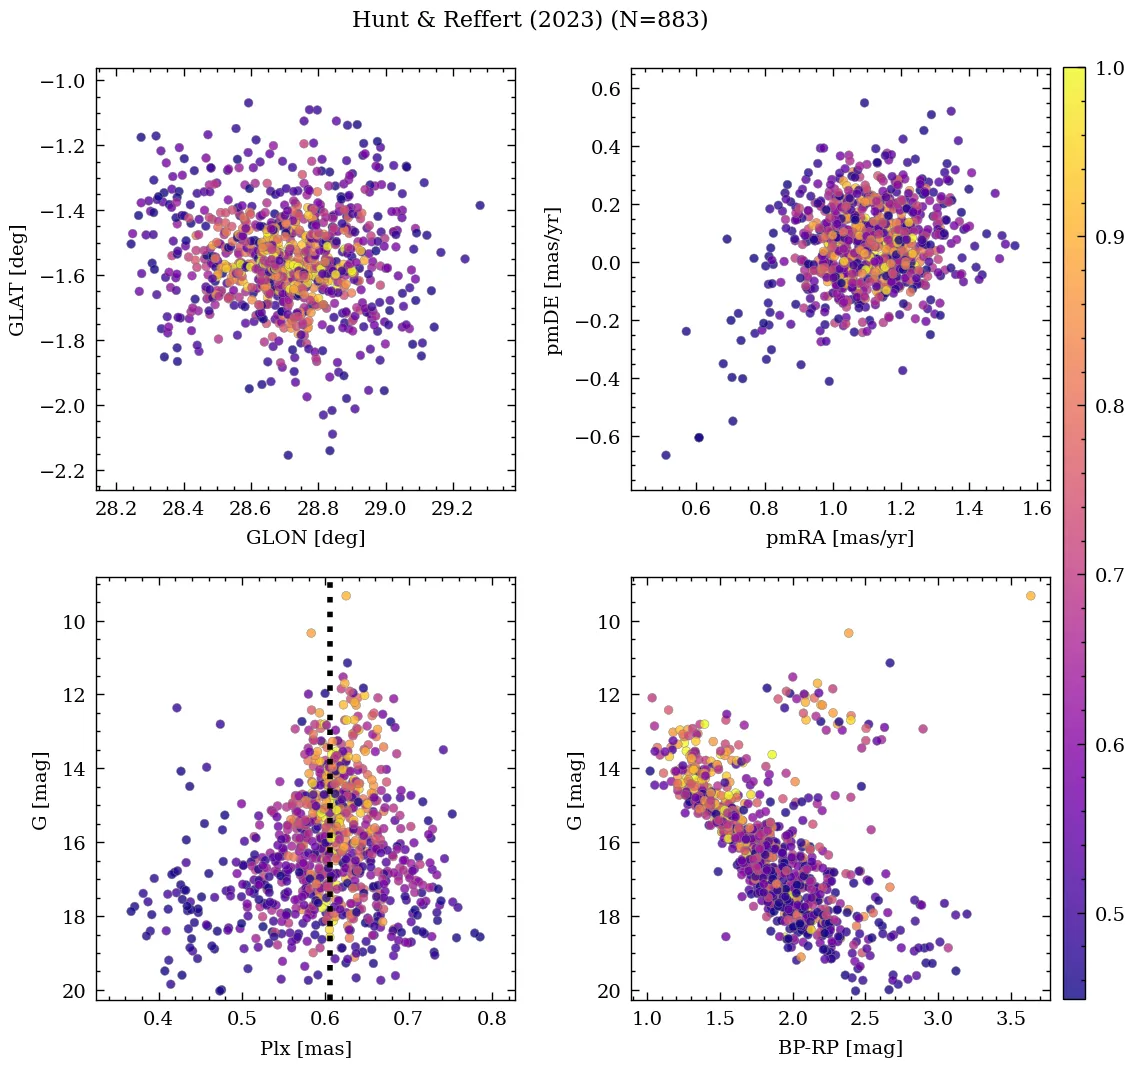 Hunt & Reffert (2023) (N=883)
−1.0
−1.2
−1.4
−1.6
−1.8
−2.0
−2.2
GLAT [deg]
28.2 28.4 28.6 28.8 29.0 29.2
GLON [deg]
0.6
0.4
0.2
0.0
−0.2
−0.4
−0.6
pmDE [mas/yr]
0.6 0.8 1.0 1.2 1.4 1.6
pmRA [mas/yr]
10
12
14
16
18
20
G [mag]
0.4 0.5 0.6 0.7 0.8
Plx [mas]
10
12
14
16
18
20
G [mag]
1.0 1.5 2.0 2.5 3.0 3.5
BP-RP [mag]
1.0
0.9
0.8
0.7
0.6
0.5